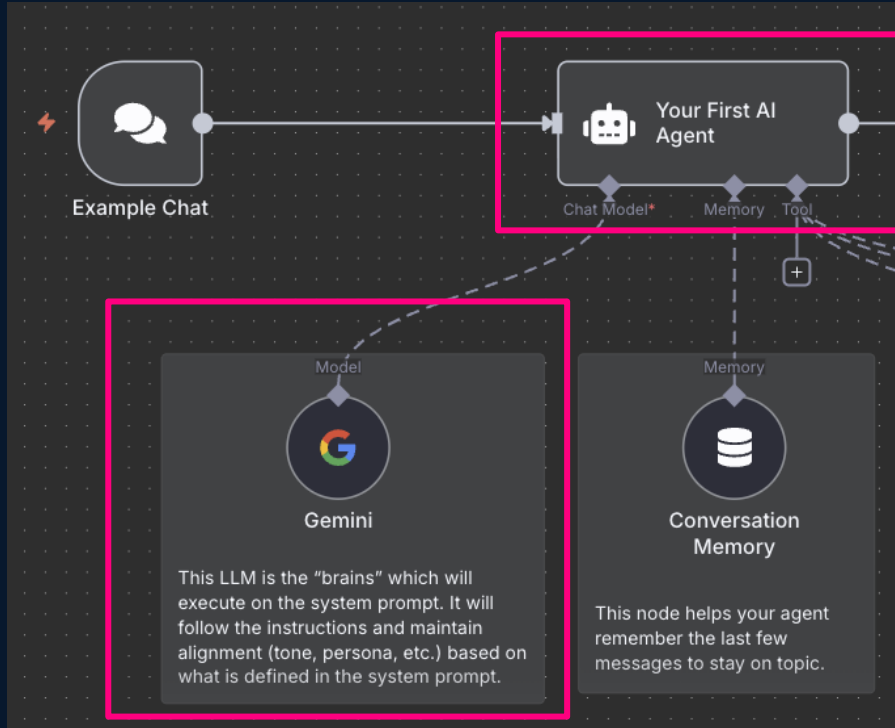 Your First AI
Agent
Example Chat
Chat Model*
Memory
Tool
Model
Memory
Gemini
Conversation
Memory
This LLM is the “brains” which will
execute on the system prompt. It will
follow the instructions and maintain
alignment (tone, persona, etc.) based on
what is defined in the system prompt.
This node helps your agent
remember the last few
messages to stay on topic.